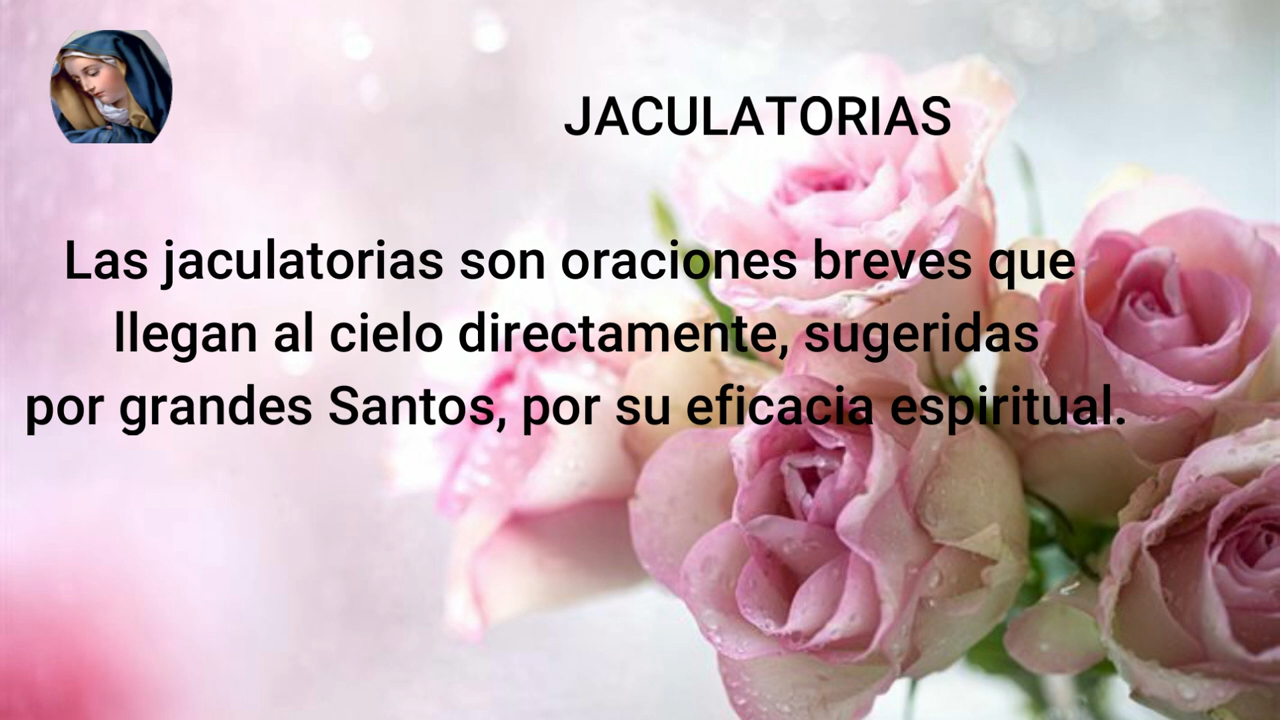 JACULATORIAS
Las jaculatorias son oraciones breves que
llegan al cielo directamente, sugeridas
por grandes Santos, por su eficacia espiritual.